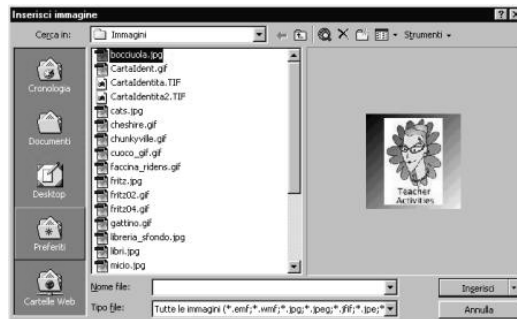 Inserisci immagine
Cerca in: Immagini Strumenti
Cronologia
Documenti
Desktop
Preferiti
Cartelle Web
bocciuola.jpg
CartaIdent.gif
CartaIdentita.TIF
CartaIdentita2.TIF
cats.jpg
cheshire.gif
chunkyville.gif
cuoco_gif.gif
faccina_ridens.gif
fritz.jpg
fritz02.gif
fritz04.gif
gattino.gif
libreria_sfondo.jpg
libri.jpg
micio.jpg
Teacher
Activities
Nome file: Inserisci
Tipo file: Tutte le immagini (*.emf;*.wmf;*.jpg;*.jpeg;*.jfif;*.jpe;* Annulla